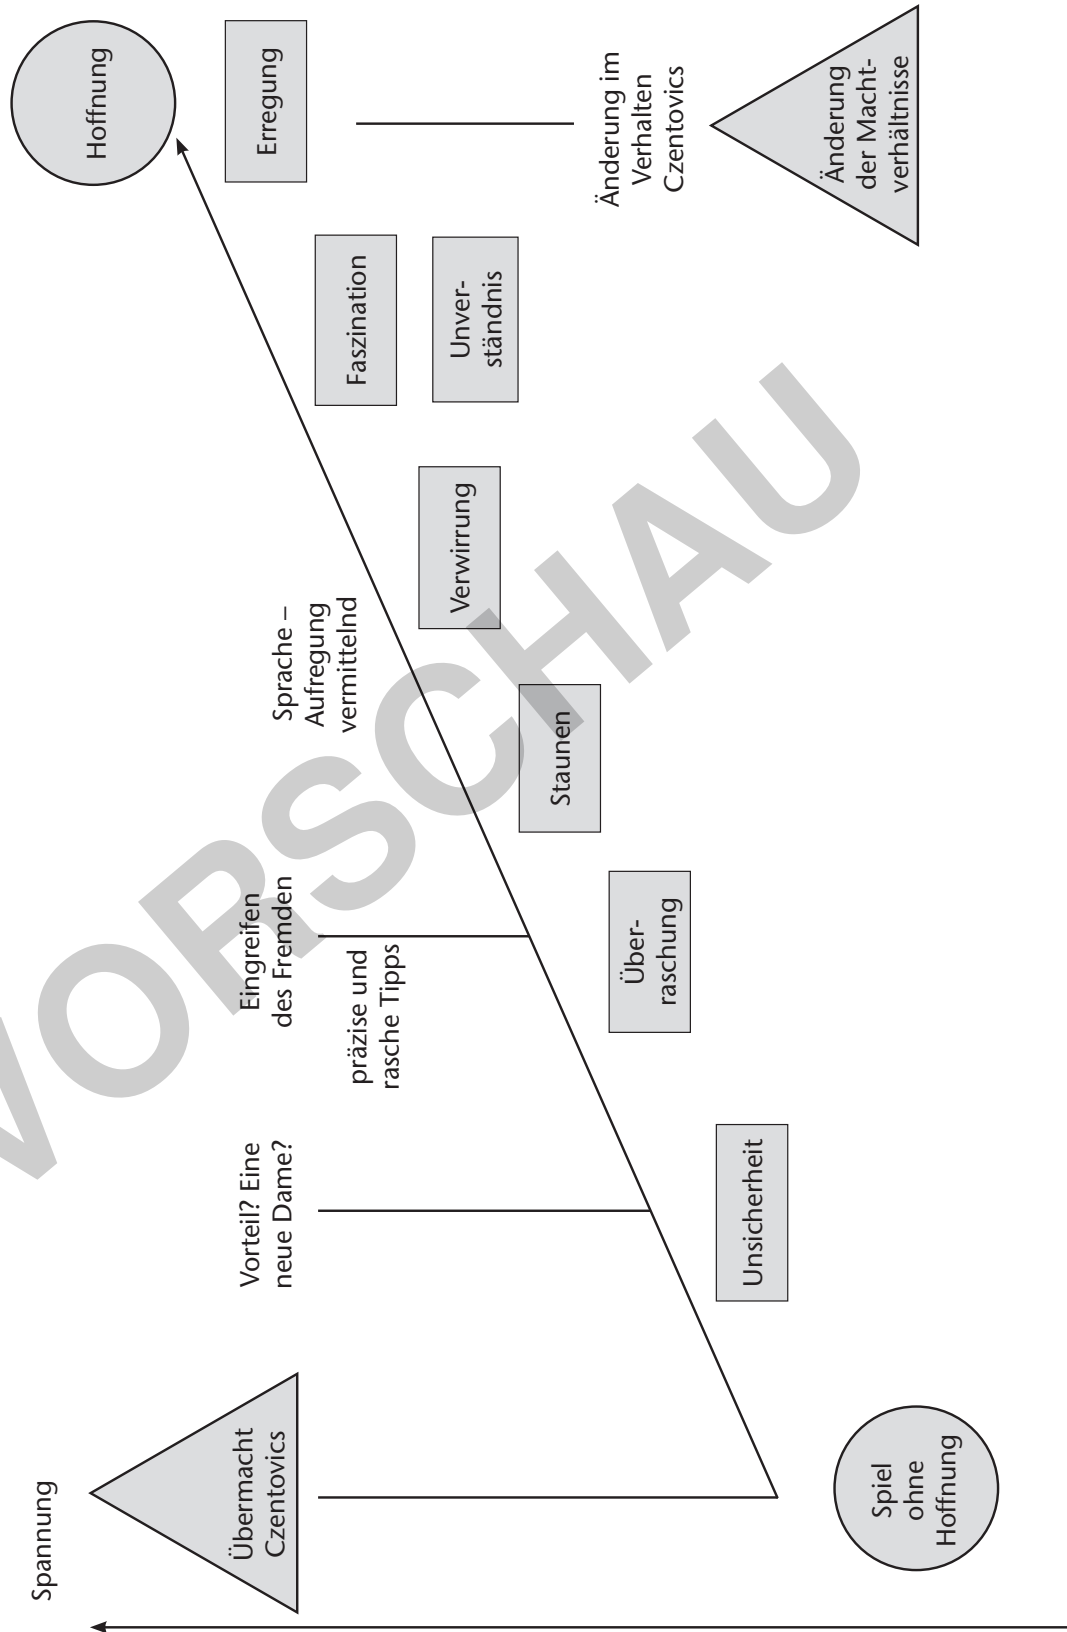 Spannung
Übermacht
Czentovics
Spiel
ohne
Hoffnung
Vorteil? Eine
neue Dame?
Unsicherheit
Eingreifen
des Fremden
präzise und
rasche Tipps
Über-
raschung
Sprache –
Aufregung
vermittelnd
Staunen
Verwirrung
Faszination
Unver-
ständnis
Hoffnung
Erregung
Änderung im
Verhalten
Czentovics
Änderung
der Macht-
verhältnisse
VORSCHAU